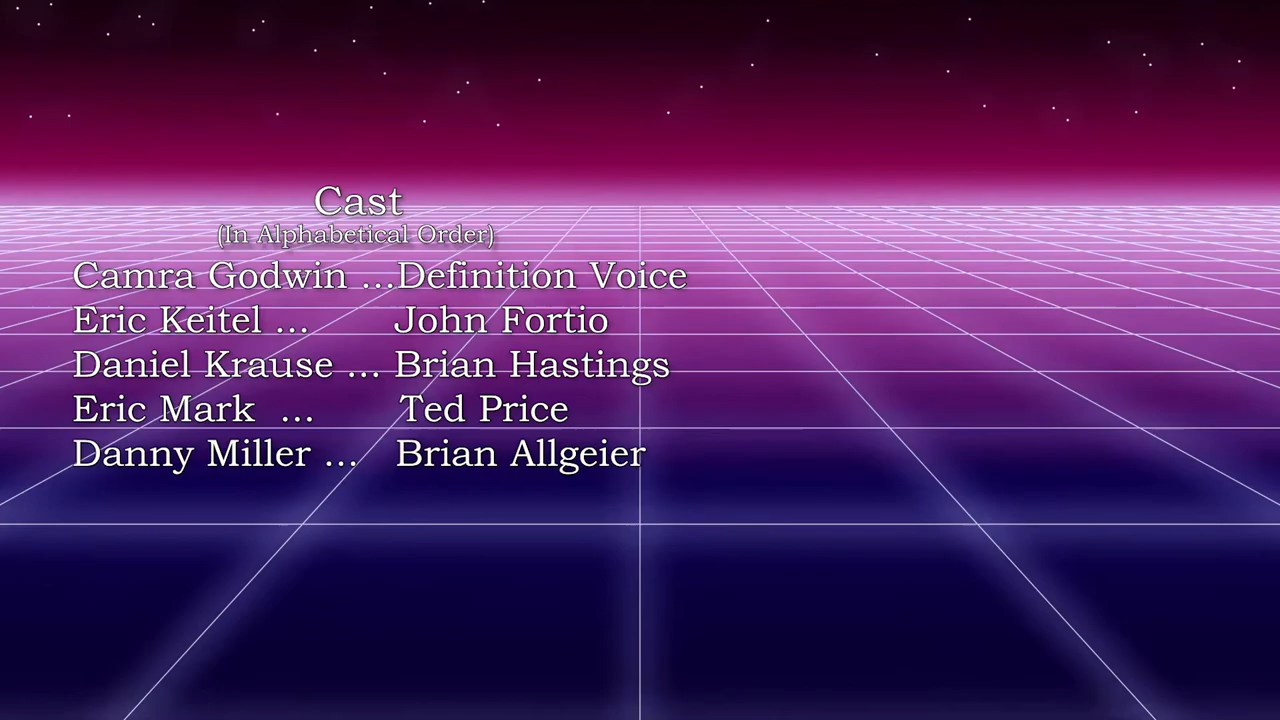 Cast
(In Alphabetical Order)
Camra Godwin ...Definition Voice
Eric Keitel ... John Fortio
Daniel Krause ... Brian Hastings
Eric Mark ... Ted Price
Danny Miller ... Brian Allgeier